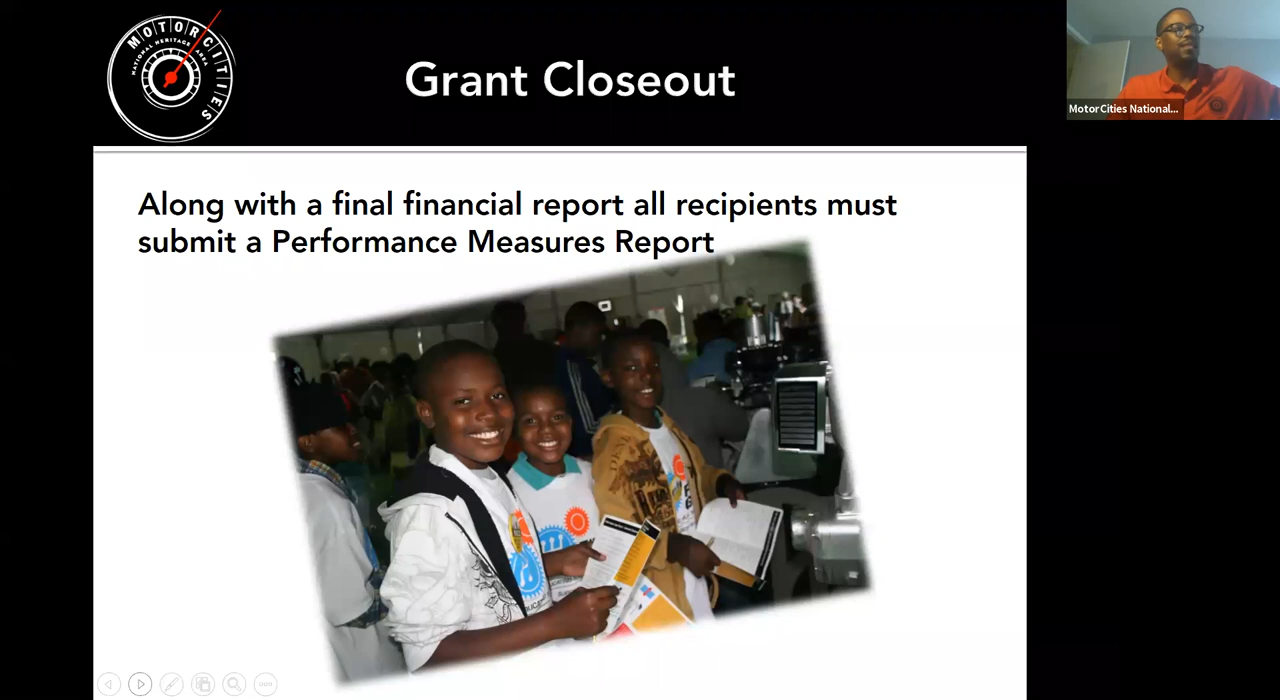 MOTORCITIES
NATIONAL HERITAGE AREA
Grant Closeout
MotorCities National...
Along with a final financial report all recipients must
submit a Performance Measures Report